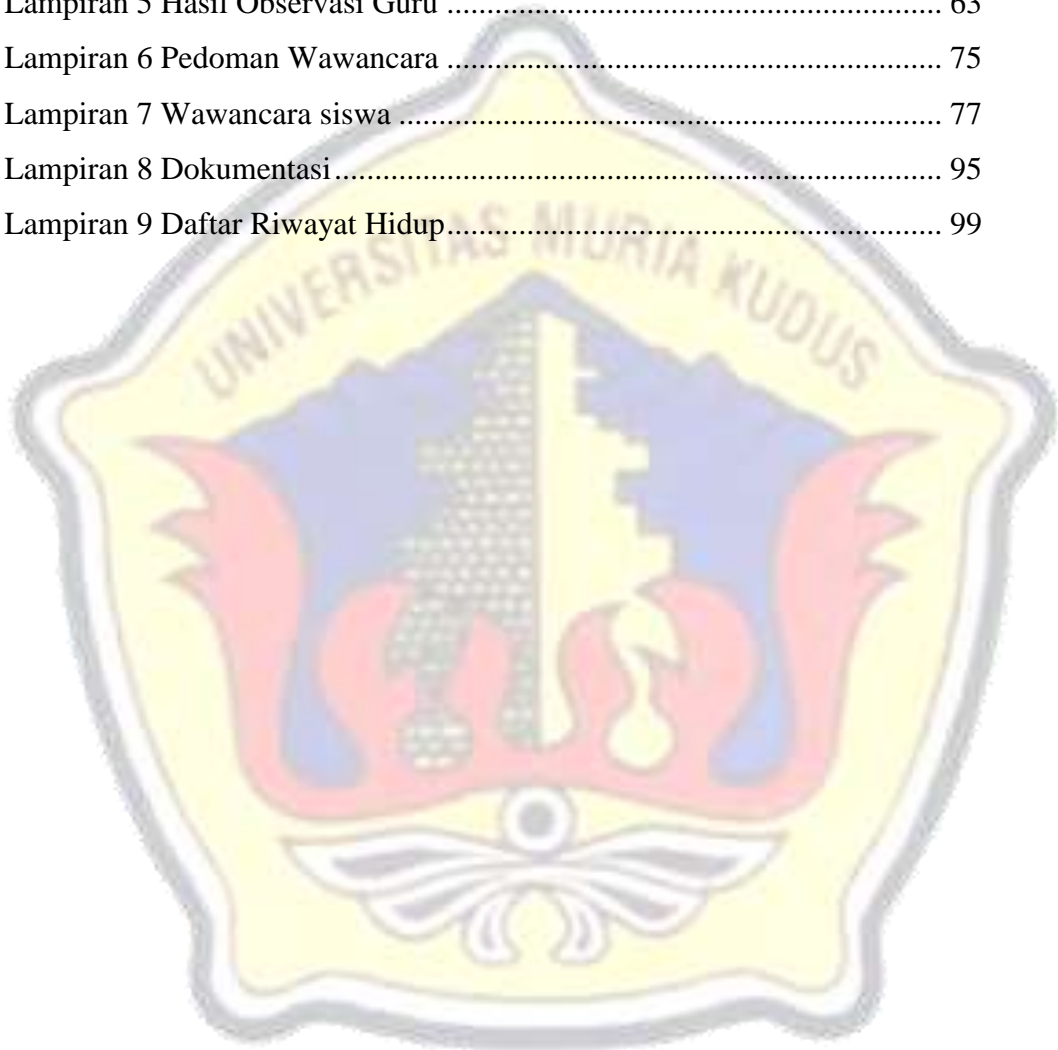 Lampiran 5 Hasil Observasi Guru ............................................................... 63
Lampiran 6 Pedoman Wawancara ............................................................... 75
Lampiran 7 Wawancara siswa ..................................................................... 77
Lampiran 8 Dokumentasi ............................................................................. 95
Lampiran 9 Daftar Riwayat Hidup ............................................................... 99
UNIVERSITAS MURIA KUDUS